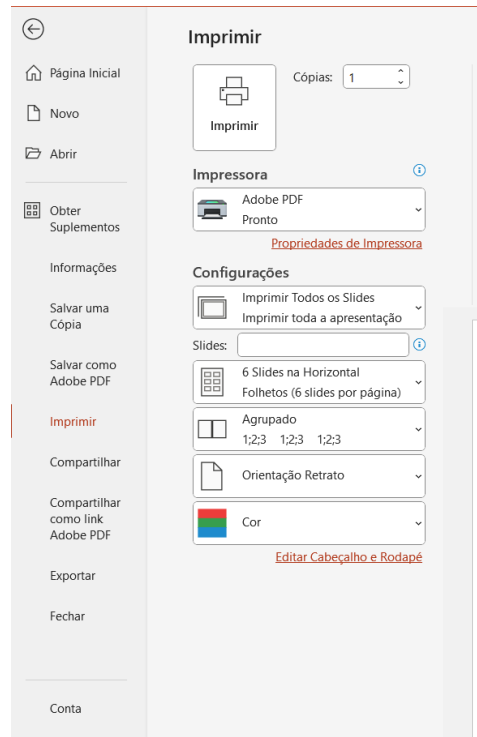 Imprimir
Página Inicial
Novo
Abrir
Obter
Suplementos
Informações
Salvar uma
Cópia
Salvar como
Adobe PDF
Imprimir
Compartilhar
Compartilhar
como link
Adobe PDF
Exportar
Fechar
Conta
Imprimir
Cópias: 1
Impressora
Adobe PDF
Pronto
Propriedades de Impressora
Configurações
Imprimir Todos os Slides
Imprimir toda a apresentação
Slides:
6 Slides na Horizontal
Folhetos (6 slides por página)
Agrupado
1;2;3 1;2;3 1;2;3
Orientação Retrato
Cor
Editar Cabeçalho e Rodapé